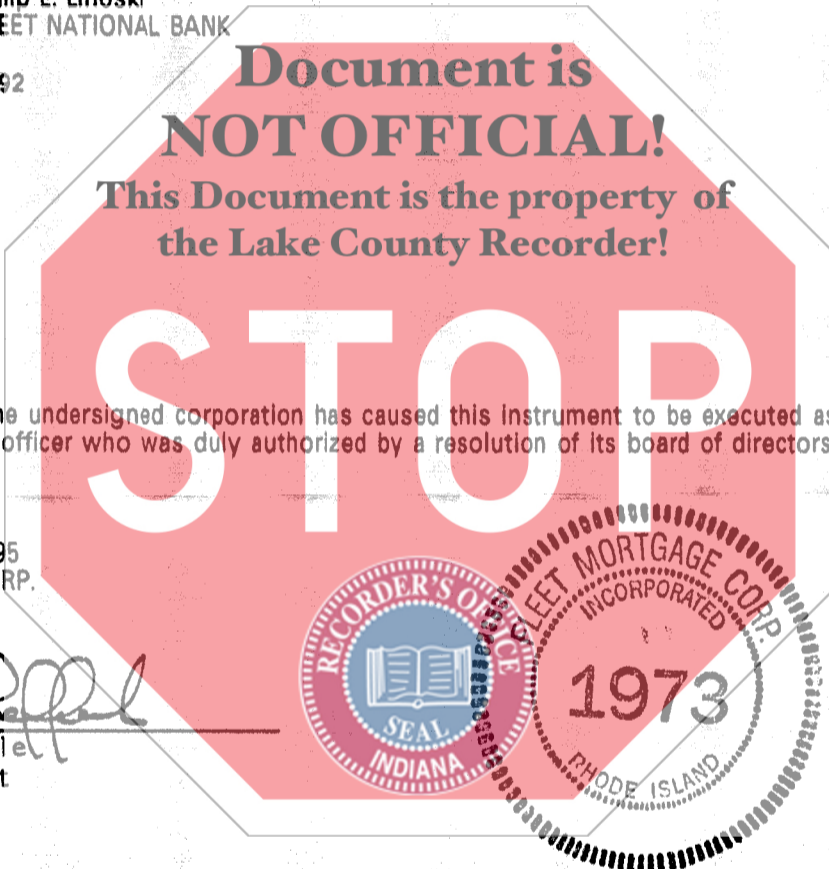 EET NATIONAL BANK
92
Document is
NOT OFFICIAL!
This Document is the property of
the Lake County Recorder!
STOP
e undersigned corporation has caused this instrument to be executed as
officer who was duly authorized by a resolution of its board of directors
95
RP.
FLEET MORTGAGE CORP.
INCORPORATED
1973
RHODE ISLAND
RECORDER'S OFFICE
SEAL
INDIANA